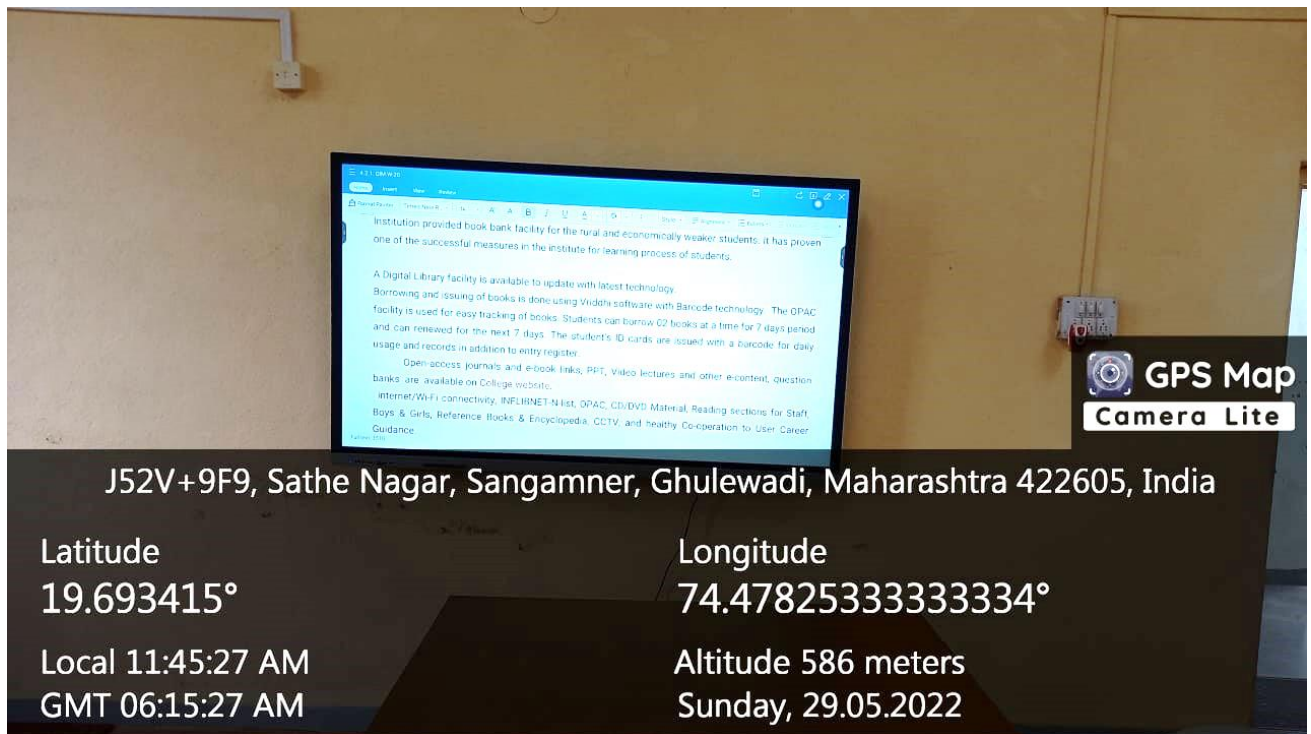 4.2.1
Insert View Review
B I U A
Institution provided book bank facility for the rural and economically weaker students. It has proven
one of the successful measures in the institute for learning process of students.
A Digital Library facility is available to update with latest technology.
Borrowing and issuing of books is done using Vriddhi software with Barcode technology. The OPAC
facility is used for easy tracking of books. Students can borrow 02 books at a time for 7 days period
and can renewed for the next 7 days. The student's ID cards are issued with a barcode for daily
usage and records in addition to entry register.
Open-access journals and e-book links, PPT, Video lectures and other e-content, question
banks are available on College website.
Internet/Wi-Fi connectivity, INFLIBNET-N list, OPAC, CD/DVD Material, Reading sections for Staff,
Boys & Girls, Reference Books & Encyclopedia, CCTV, and healthy Co-operation to User Career
Guidance
GPS Map
Camera Lite
J52V+9F9, Sathe Nagar, Sangamner, Ghulewadi, Maharashtra 422605, India
Latitude
19.693415°
Longitude
74.47825333333334°
Local 11:45:27 AM
GMT 06:15:27 AM
Altitude 586 meters
Sunday, 29.05.2022